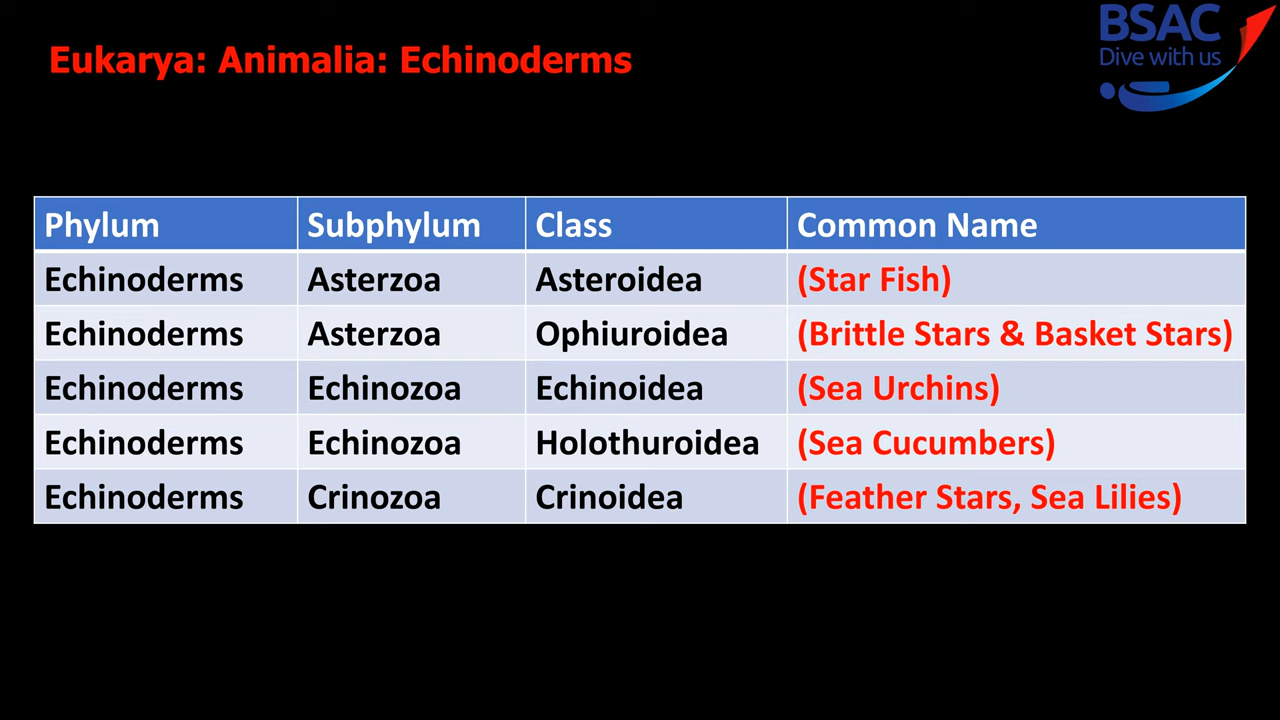 Eukarya: Animalia: Echinoderms
BSAC
Dive with us
Phylum Subphylum Class Common Name
Echinoderms Asterzoa Asteroidea (Star Fish)
Echinoderms Asterzoa Ophiuroidea (Brittle Stars & Basket Stars)
Echinoderms Echinozoa Echinoidea (Sea Urchins)
Echinoderms Echinozoa Holothuroidea (Sea Cucumbers)
Echinoderms Crinozoa Crinoidea (Feather Stars, Sea Lilies)